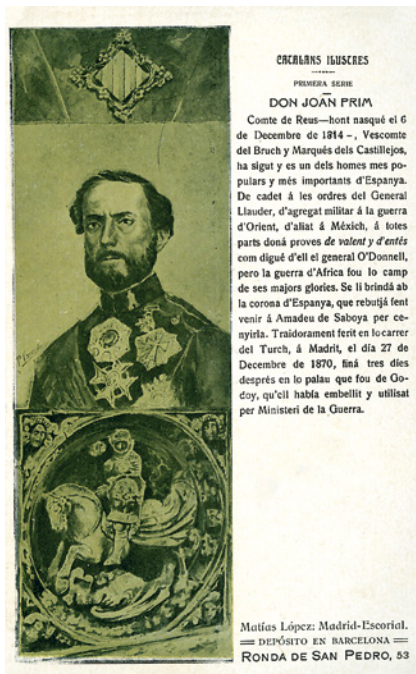 CATALANS ILUSTRES
PRIMERA SERIE
DON JOAN PRIM
Comte de Reus—hont nasqué el 6
de Decembre de 1814 –, Vescomte
del Bruch y Marqués dels Castillejos,
ha sigut y es un dels homes mes po-
pulars y més importants d'Espanya.
De cadet á les ordres del General
Llauder, d'agregat militar á la guerra
d'Orient, d'aliat á Méxich, á totes
parts doná proves de valent y d'entés
com digué d'ell el general O'Donnell,
pero la guerra d'Africa fou lo camp
de ses majors glories. Se li brindá ab
la corona d'Espanya, que rebutjá fent
venir á Amadeu de Saboya per ce-
nyirla. Traidorament ferit en lo carrer
del Turch, á Madrit, el día 27 de
Decembre de 1870, finá tres dies
després en lo palau que fou de Go-
doy, qu'ell había embellit y utilisat
per Ministeri de la Guerra.
Matías López: Madrid-Escorial.
DEPÓSITO EN BARCELONA
RONDA DE SAN PEDRO, 53